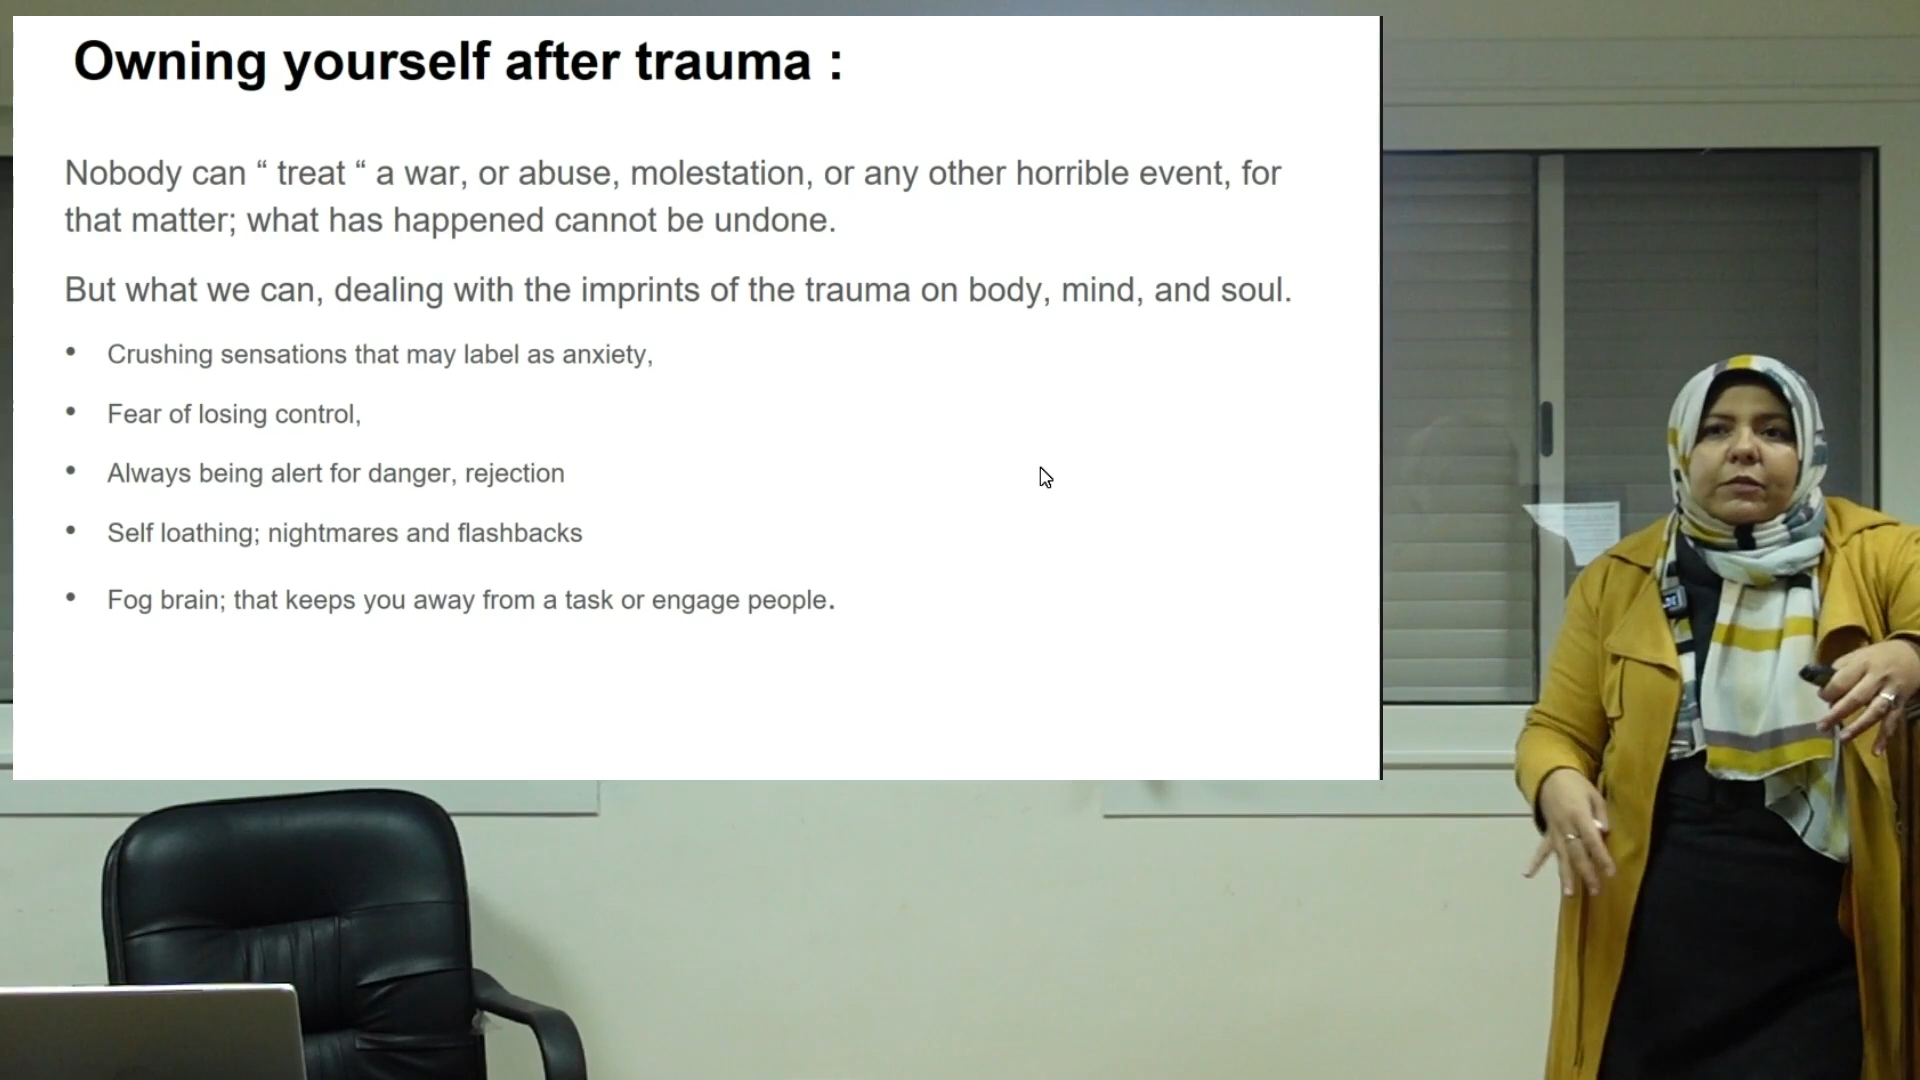 Owning yourself after trauma :
Nobody can “ treat “ a war, or abuse, molestation, or any other horrible event, for
that matter; what has happened cannot be undone.
But what we can, dealing with the imprints of the trauma on body, mind, and soul.
• Crushing sensations that may label as anxiety,
• Fear of losing control,
• Always being alert for danger, rejection
• Self loathing; nightmares and flashbacks
• Fog brain; that keeps you away from a task or engage people.